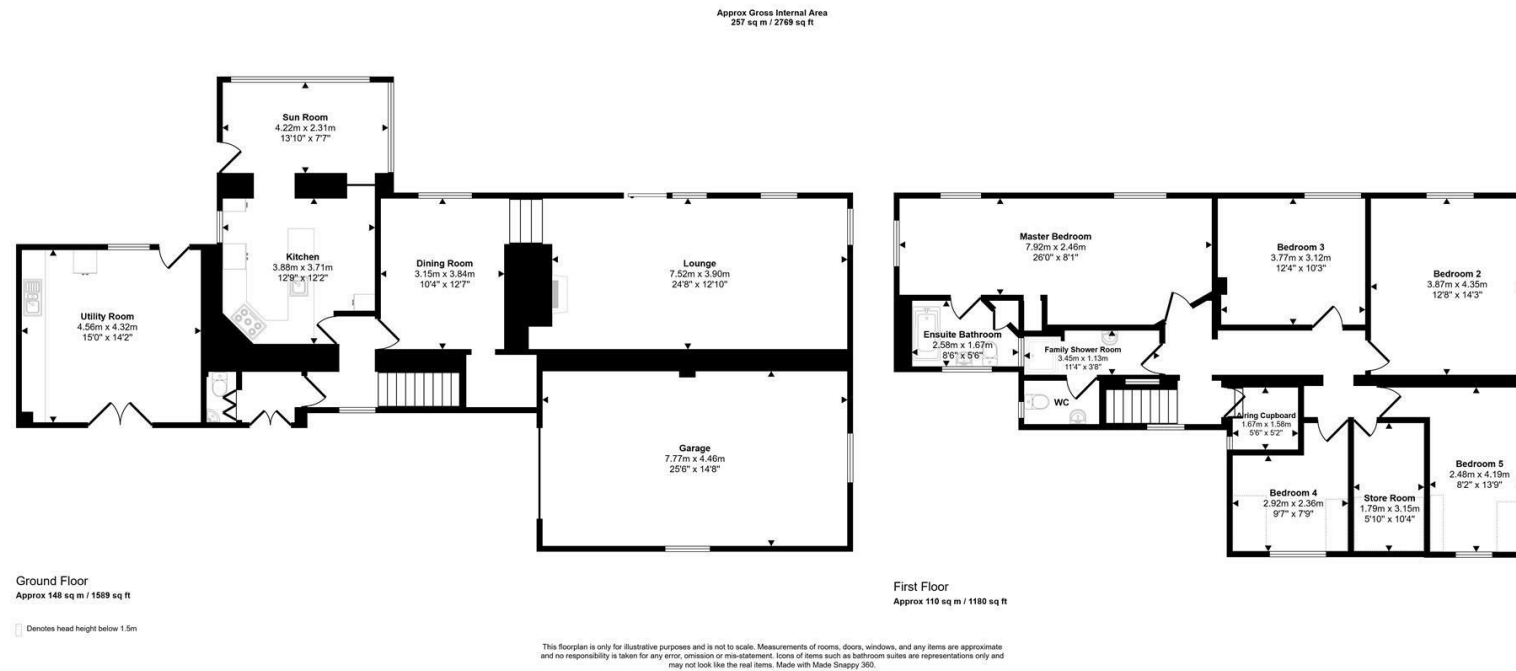 Approx Gross Internal Area
257 sq m / 2769 sq ft
Sun Room
4.22m x 2.31m
13'10" x 7'7"
Kitchen
3.88m x 3.71m
12'9" x 12'2"
Dining Room
3.15m x 3.84m
10'4" x 12'7"
Lounge
7.52m x 3.90m
24'8" x 12'10"
Utility Room
4.56m x 4.32m
15'0" x 14'2"
Garage
7.77m x 4.46m
25'6" x 14'8"
Ground Floor
Approx 148 sq m / 1589 sq ft
Denotes head height below 1.5m
Master Bedroom
7.92m x 2.46m
26'0" x 8'1"
Bedroom 3
3.77m x 3.12m
12'4" x 10'3"
Bedroom 2
3.87m x 4.35m
12'8" x 14'3"
Ensuite Bathroom
2.58m x 1.67m
8'6" x 5'6"
Family Shower Room
3.45m x 1.13m
11'4" x 3'8"
WC
Airing Cupboard
1.67m x 1.58m
5'6" x 5'2"
Bedroom 4
2.92m x 2.36m
9'7" x 7'9"
Store Room
1.79m x 3.15m
5'10" x 10'4"
Bedroom 5
2.48m x 4.19m
8'2" x 13'9"
First Floor
Approx 110 sq m / 1180 sq ft
This floorplan is only for illustrative purposes and is not to scale. Measurements of rooms, doors, windows, and any items are approximate
and no responsibility is taken for any error, omission or mis-statement. Icons of items such as bathroom suites are representations only and
may not look like the real items. Made with Made Snappy 360.